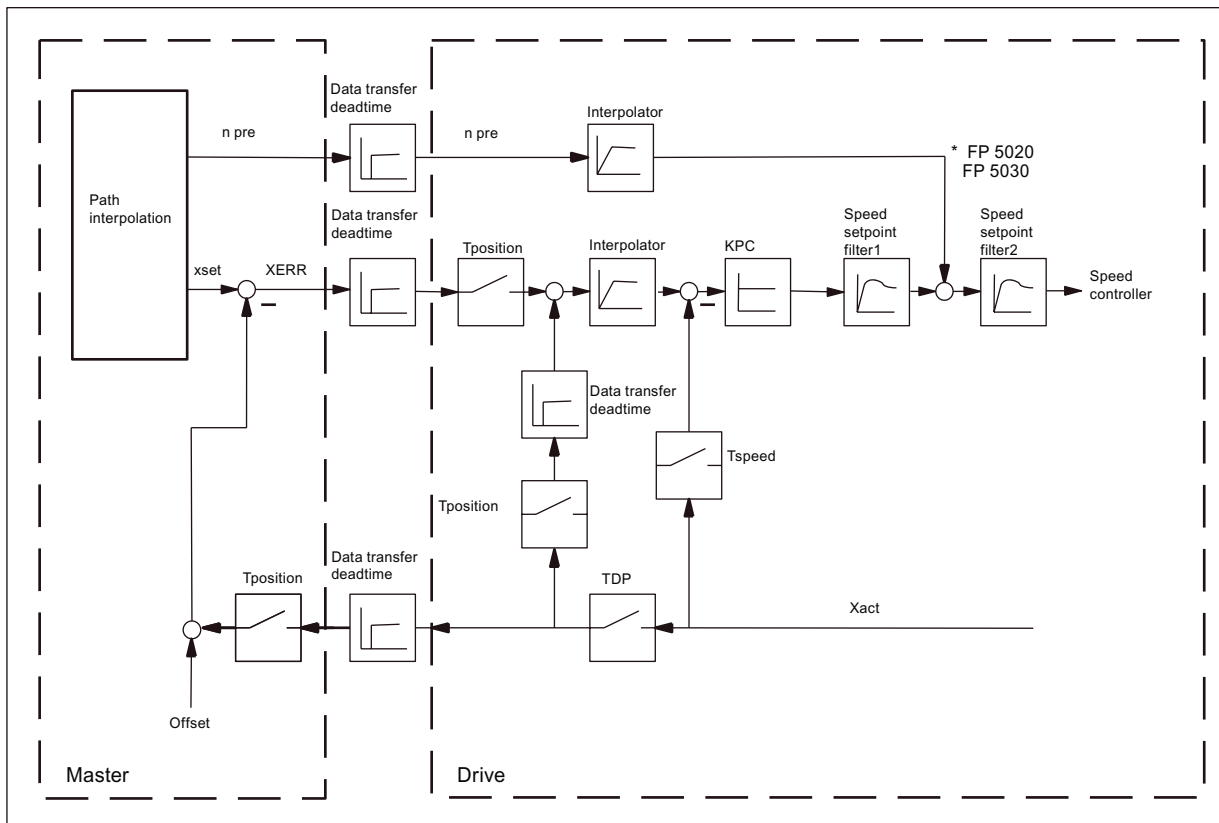 Data transfer
deadtime
n pre
n pre
Interpolator
* FP 5020
FP 5030
Path
interpolation
Data transfer
deadtime
xset
XERR
Tposition
Interpolator
KPC
Speed
setpoint
filter1
Speed
setpoint
filter2
Speed
controller
Data transfer
deadtime
Tspeed
Tposition
Data transfer
deadtime
Tposition
TDP
Xact
Offset
Master
Drive